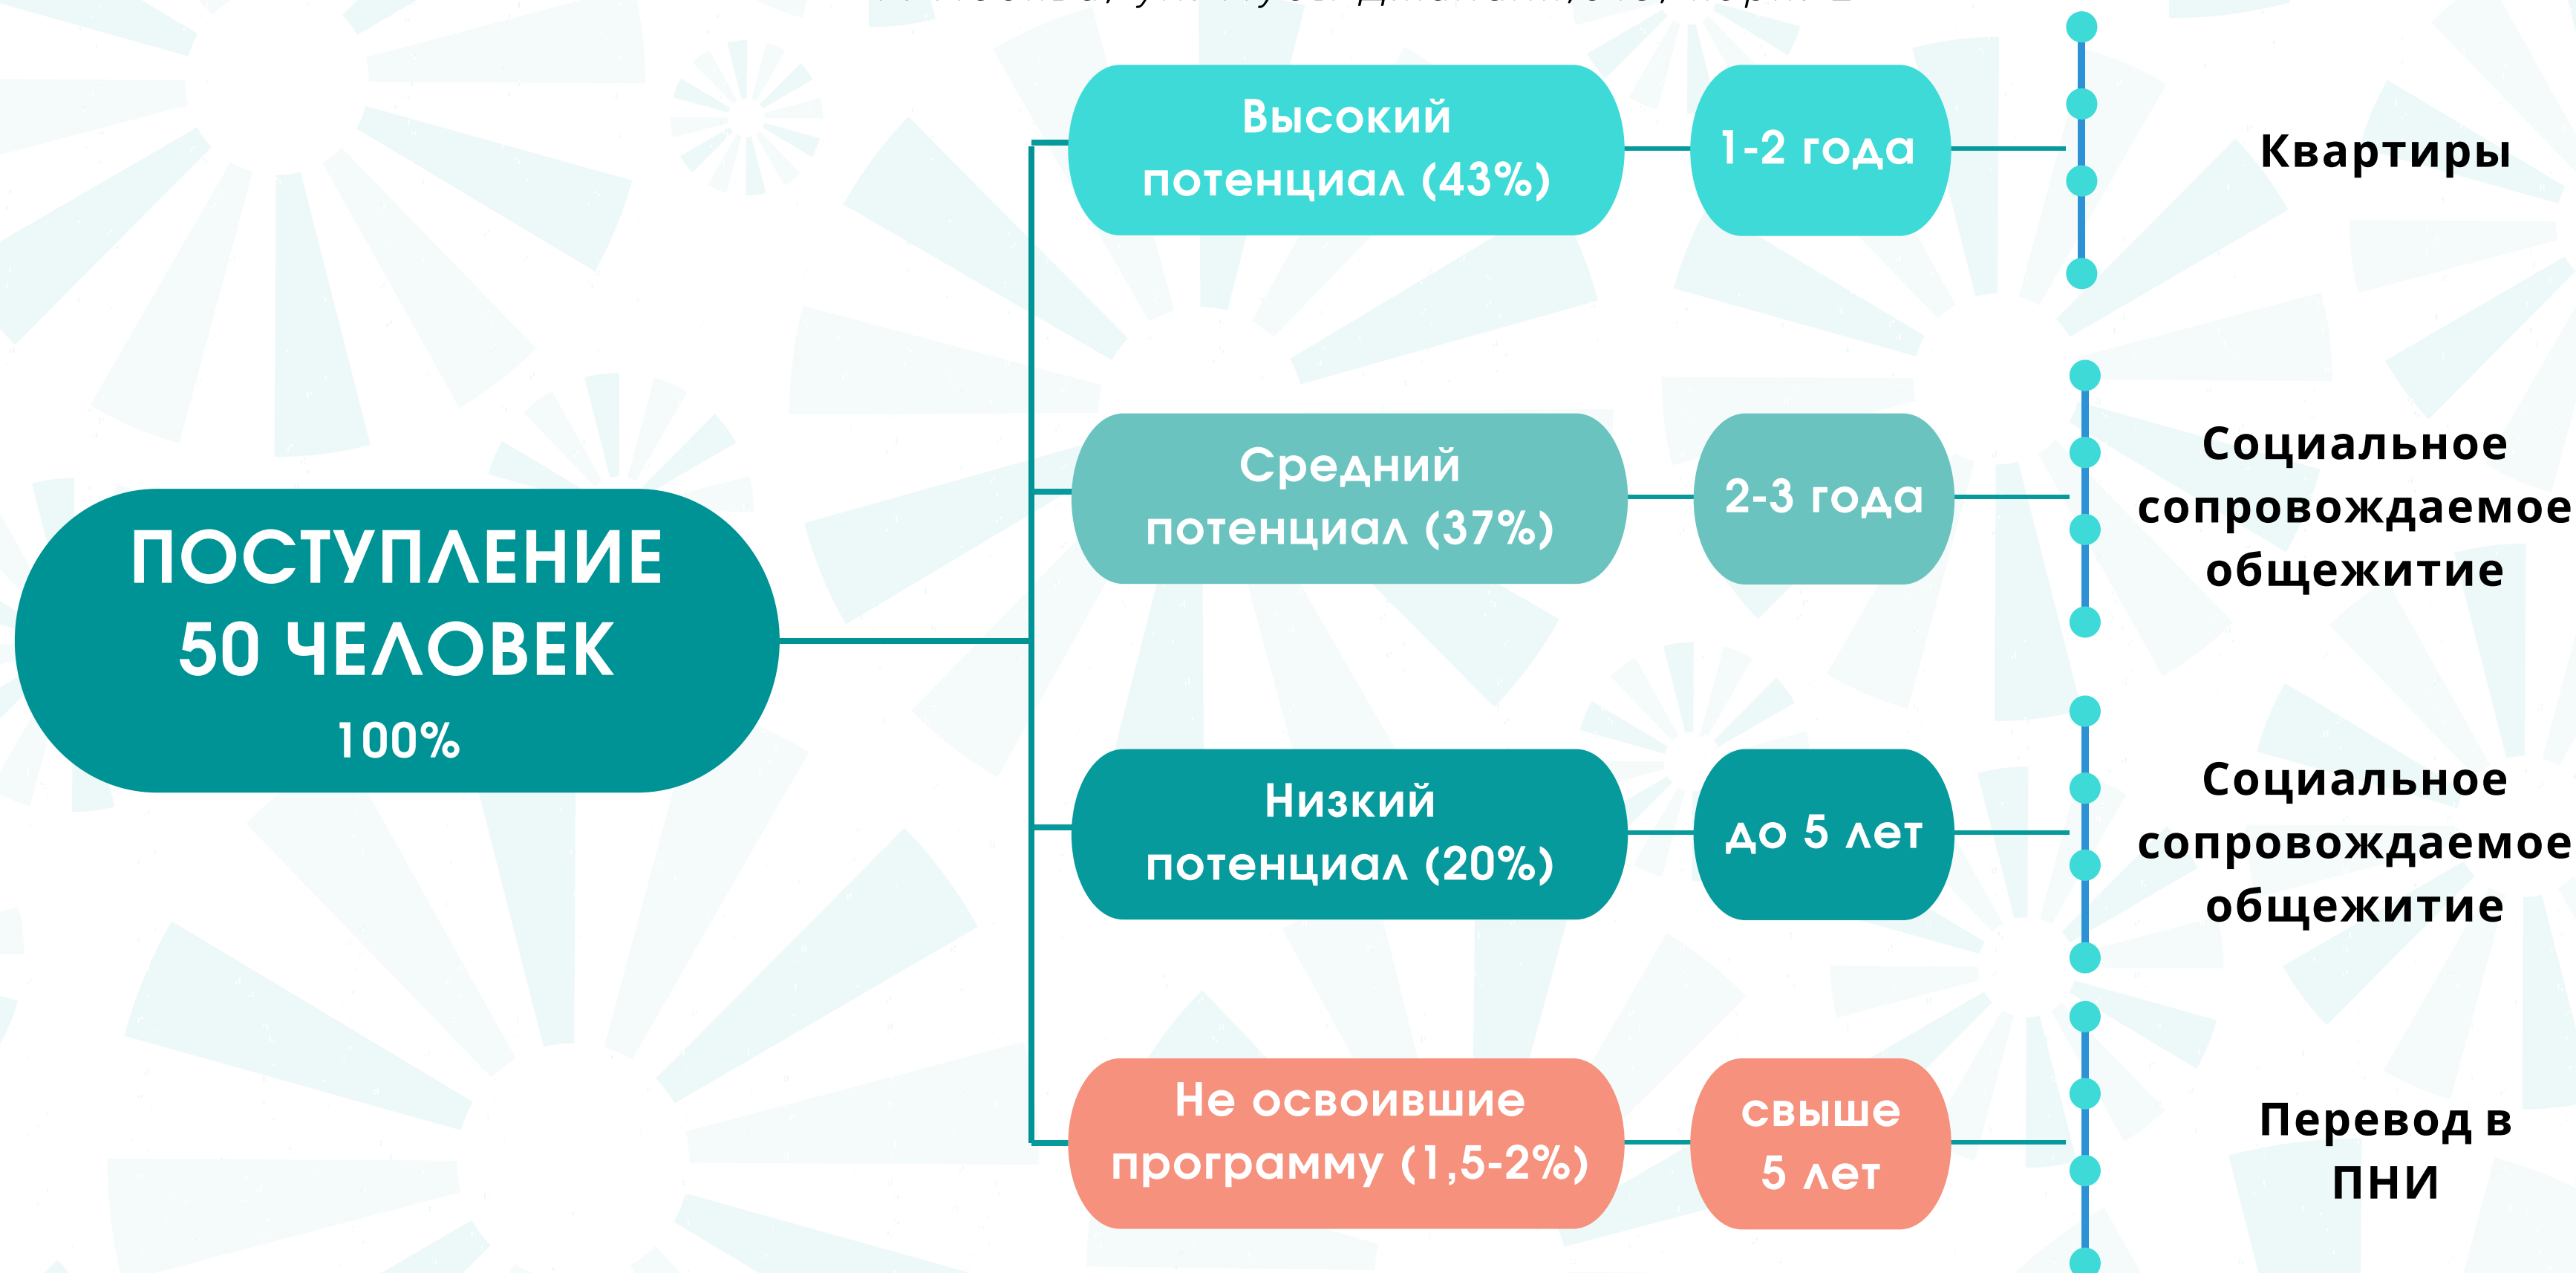 Высокий
потенциал (43%)
1-2 года
Квартиры
Средний
потенциал (37%)
2-3 года
Социальное
сопровождаемое
общежитие
ПОСТУПЛЕНИЕ
50 ЧЕЛОВЕК
100%
Низкий
потенциал (20%)
до 5 лет
Социальное
сопровождаемое
общежитие
Не освоившие
программу (1,5-2%)
свыше
5 лет
Перевод в
ПНИ